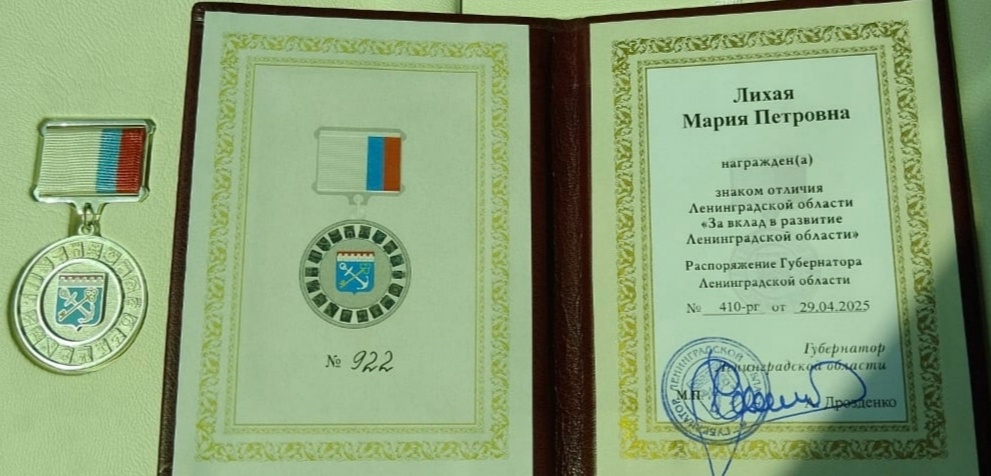 № 922
Лихая
Мария Петровна
награжден(а)
знаком отличия
Ленинградской области
«За вклад в развитие
Ленинградской области»
Распоряжение Губернатора
Ленинградской области
№ 410-рг от 29.04.2025
Губернатор
Ленинградской области
М.П.
Дрозденко